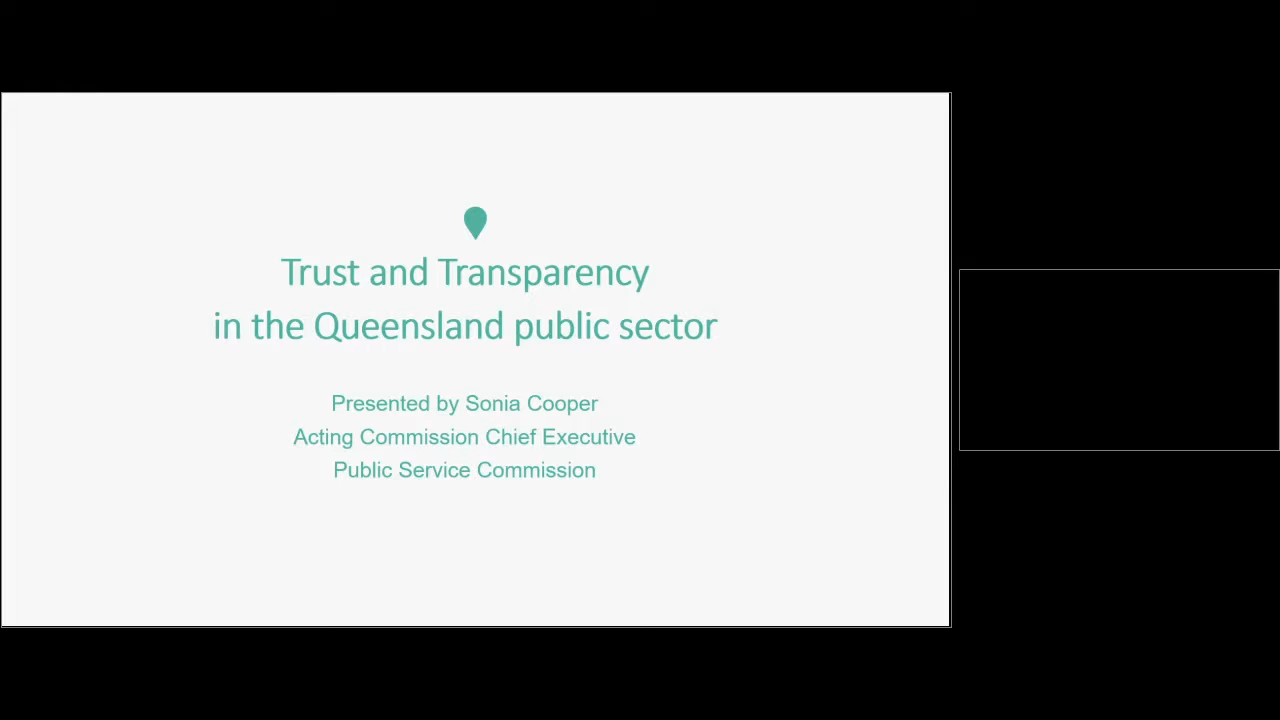 Trust and Transparency
in the Queensland public sector
Presented by Sonia Cooper
Acting Commission Chief Executive
Public Service Commission